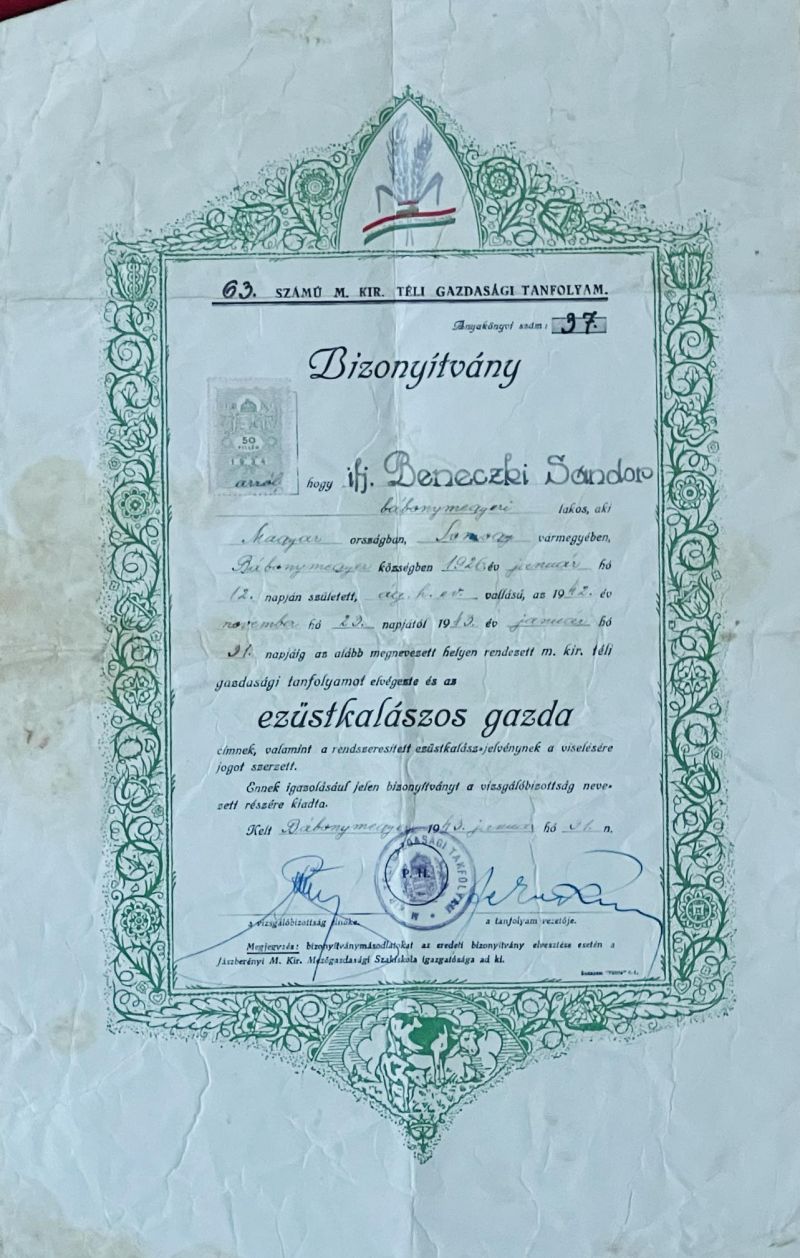 63. SZÁMÚ M. KIR. TÉLI GAZDASÁGI TANFOLYAM.
Anyakönyvi szám: 37.
Bizonyítvány
50
FILLÉR
arról, hogy ifj. Beneczki Sándor
bábonymegyeri lakos, aki
Magyar országban, Somogy vármegyében,
Bábonymegyer községben 1926 év január hó
12. napján született, ág. h. ev. vallású, az 1942. év
november hó 23. napjától 1943. év január hó
31. napjáig az alább megnevezett helyen rendezett m. kir. téli
gazdasági tanfolyamot elvégezte és az
ezüstkalászos gazda
címnek, valamint a rendszeresített ezüstkalász-jelvénynek a viselésére
jogot szerzett.
Ennek igazolásául jelen bizonyítványt a vizsgálóbizottság neve-
zett részére kiadta.
Kelt Bábonymegyer 1943. január hó 31. n.
P. H.
a vizsgálóbizottság elnöke.
a tanfolyam vezetője.
Megjegyzés: bizonyítványmásodlatokat az eredeti bizonyítvány elvesztése esetén a
Jászberényi M. Kir. Mezőgazdasági Szakiskola igazgatósága ad ki.